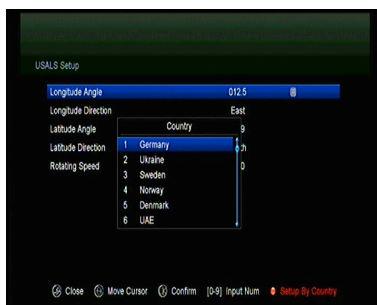 USALS Setup
Longitude Angle 012.5
Longitude Direction East
Latitude Angle 9
Country
Latitude Direction
1 Germany
Rotating Speed 0
2 Ukraine
3 Sweden
4 Norway
5 Denmark
6 UAE
Close Move Cursor Confirm [0-9] Input Num Setup By Country